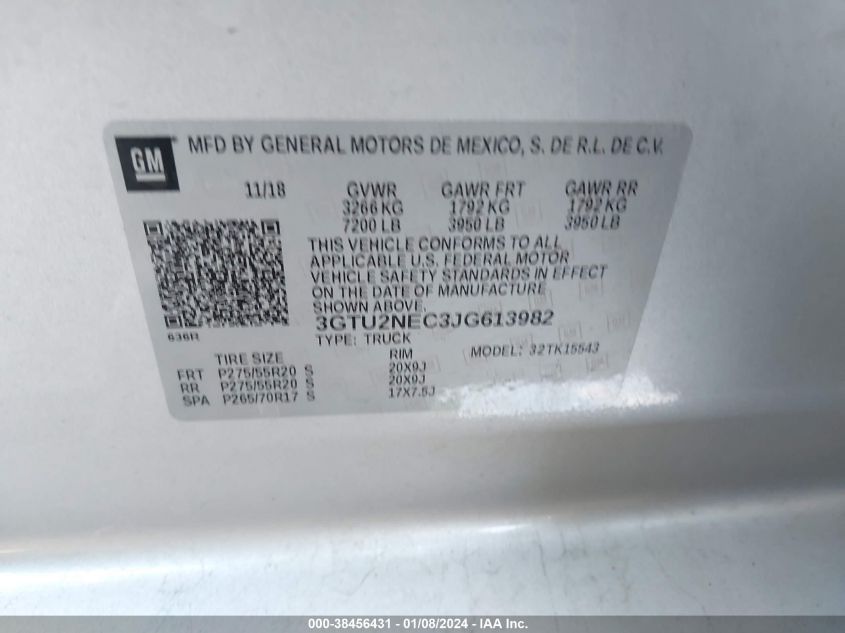 GM
MFD BY GENERAL MOTORS DE MEXICO, S. DE R.L. DE C.V.
11/18 GVWR GAWR FRT GAWR RR
3266 KG 1792 KG 1792 KG
7200 LB 3950 LB 3950 LB
THIS VEHICLE CONFORMS TO ALL
APPLICABLE U.S. FEDERAL MOTOR
VEHICLE SAFETY STANDARDS IN EFFECT
ON THE DATE OF MANUFACTURE
SHOWN ABOVE.
3GTU2NEC3JG613982
636R
TYPE: TRUCK
MODEL: 32TK15543
TIRE SIZE RIM
FRT P275/55R20 S 20X9J
RR P275/55R20 S 20X9J
SPA P265/70R17 S 17X7.5J
000-38456431 - 01/08/2024 - IAA Inc.